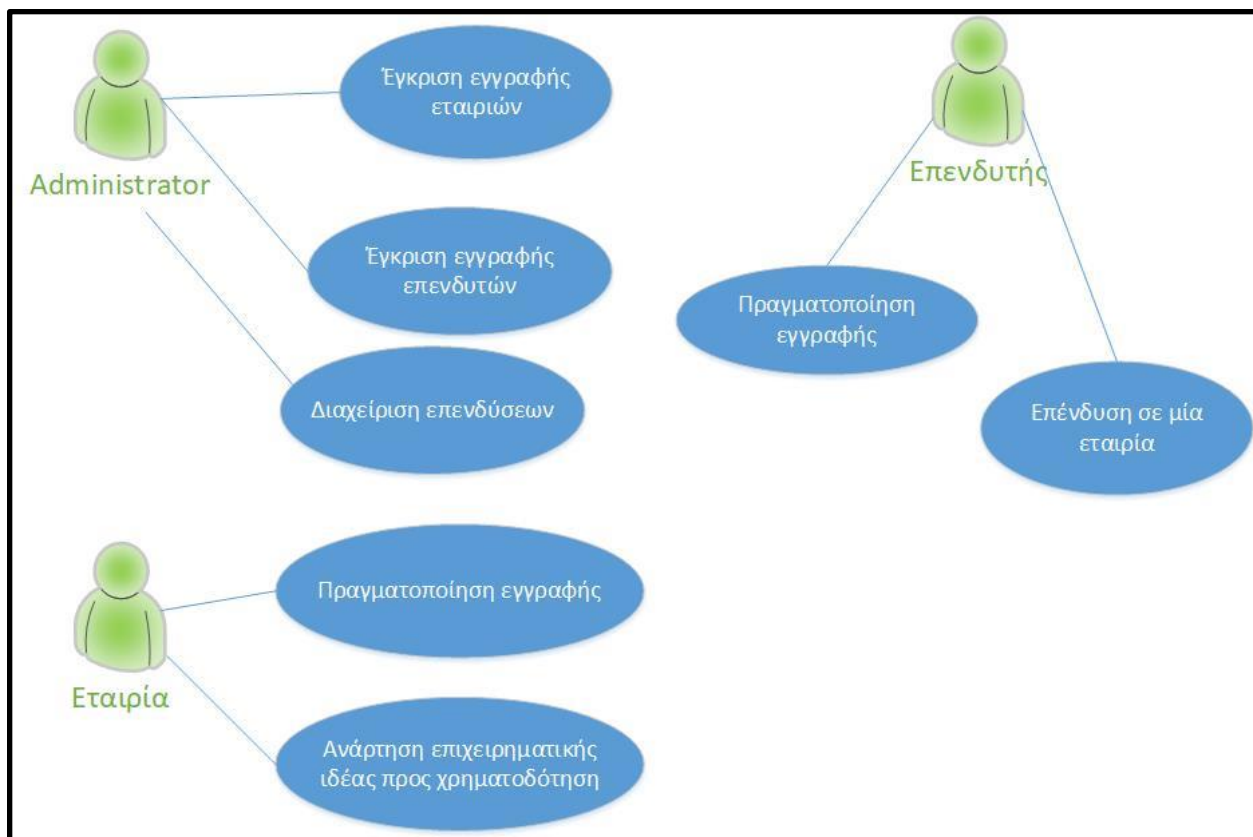 Administrator
Έγκριση εγγραφής
εταιριών
Έγκριση εγγραφής
επενδυτών
Διαχείριση επενδύσεων
Επενδυτής
Πραγματοποίηση
εγγραφής
Επένδυση σε μία
εταιρία
Εταιρία
Πραγματοποίηση εγγραφής
Ανάρτηση επιχειρηματικής
ιδέας προς χρηματοδότηση